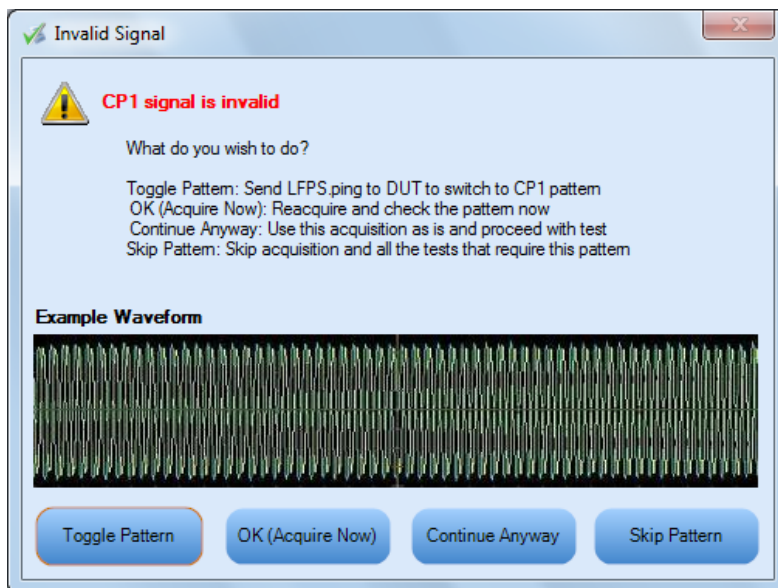 Invalid Signal
CP1 signal is invalid
What do you wish to do?
Toggle Pattern: Send LFPS.ping to DUT to switch to CP1 pattern
OK (Acquire Now): Reacquire and check the pattern now
Continue Anyway: Use this acquisition as is and proceed with test
Skip Pattern: Skip acquisition and all the tests that require this pattern
Example Waveform
Toggle Pattern OK (Acquire Now) Continue Anyway Skip Pattern